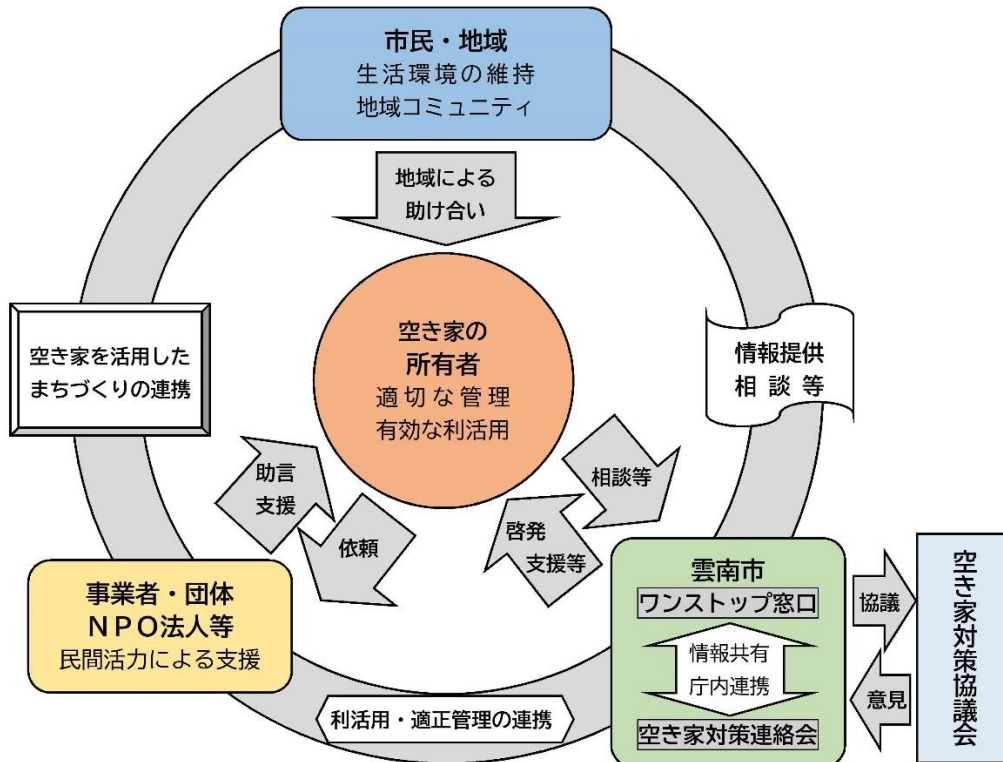 市民・地域
生活環境の維持
地域コミュニティ
地域による
助け合い
空き家を活用した
まちづくりの連携
空き家の
所有者
適切な管理
有効な利活用
情報提供
相談等
助言
支援
依頼
相談等
啓発
支援等
事業者・団体
NPO法人等
民間活力による支援
利活用・適正管理の連携
雲南市
ワンストップ窓口
情報共有
庁内連携
空き家対策連絡会
協議
意見
空き家対策協議会